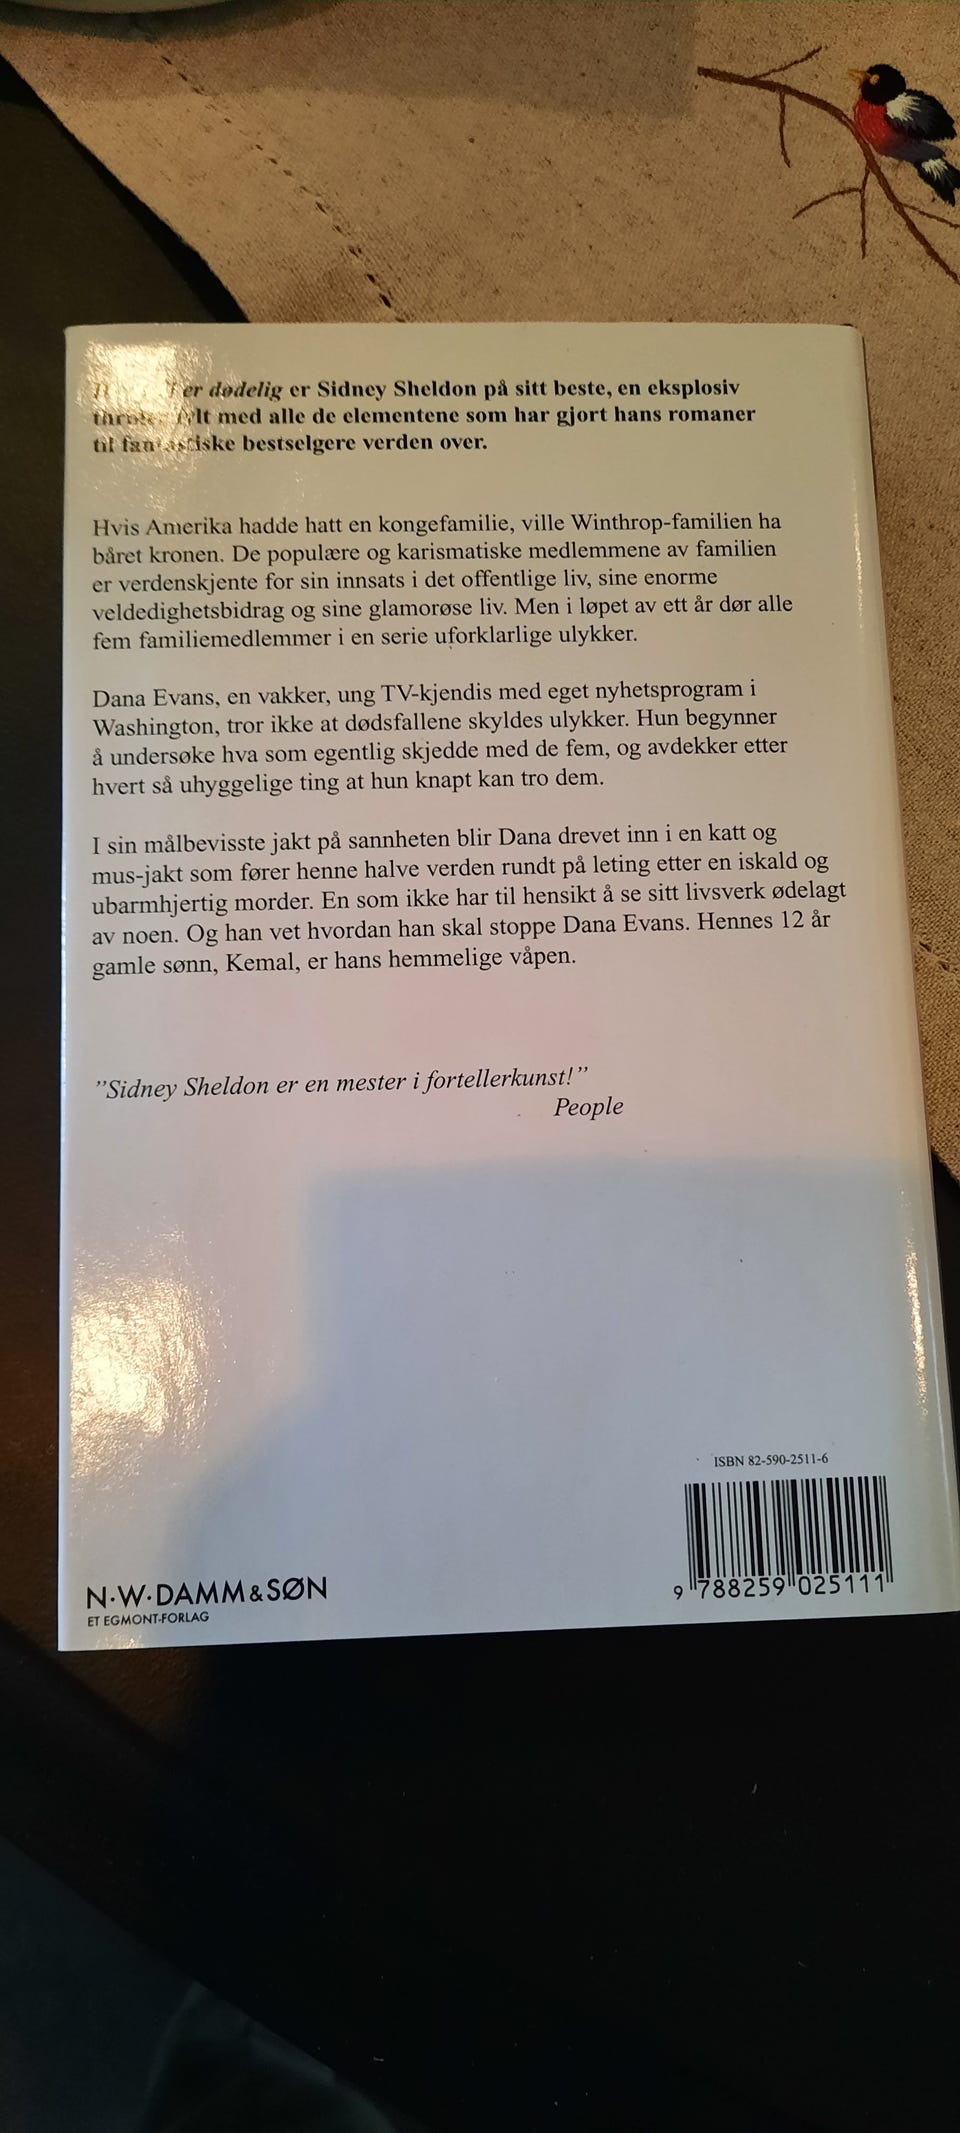 er dødelig er Sidney Sheldon på sitt beste, en eksplosiv
med alle de elementene som har gjort hans romaner
til fantastiske bestselgere verden over.
Hvis Amerika hadde hatt en kongefamilie, ville Winthrop-familien ha
båret kronen. De populære og karismatiske medlemmene av familien
er verdenskjente for sin innsats i det offentlige liv, sine enorme
veldedighetsbidrag og sine glamorøse liv. Men i løpet av ett år dør alle
fem familiemedlemmer i en serie uforklarlige ulykker.
Dana Evans, en vakker, ung TV-kjendis med eget nyhetsprogram i
Washington, tror ikke at dødsfallene skyldes ulykker. Hun begynner
å undersøke hva som egentlig skjedde med de fem, og avdekker etter
hvert så uhyggelige ting at hun knapt kan tro dem.
I sin målbevisste jakt på sannheten blir Dana drevet inn i en katt og
mus-jakt som fører henne halve verden rundt på leting etter en iskald og
ubarmhjertig morder. En som ikke har til hensikt å se sitt livsverk ødelagt
av noen. Og han vet hvordan han skal stoppe Dana Evans. Hennes 12 år
gamle sønn, Kemal, er hans hemmelige våpen.
”Sidney Sheldon er en mester i fortellerkunst!”
People
ISBN 82-590-2511-6
9 788259 025111
N·W·DAMM & SØN
ET EGMONT-FORLAG